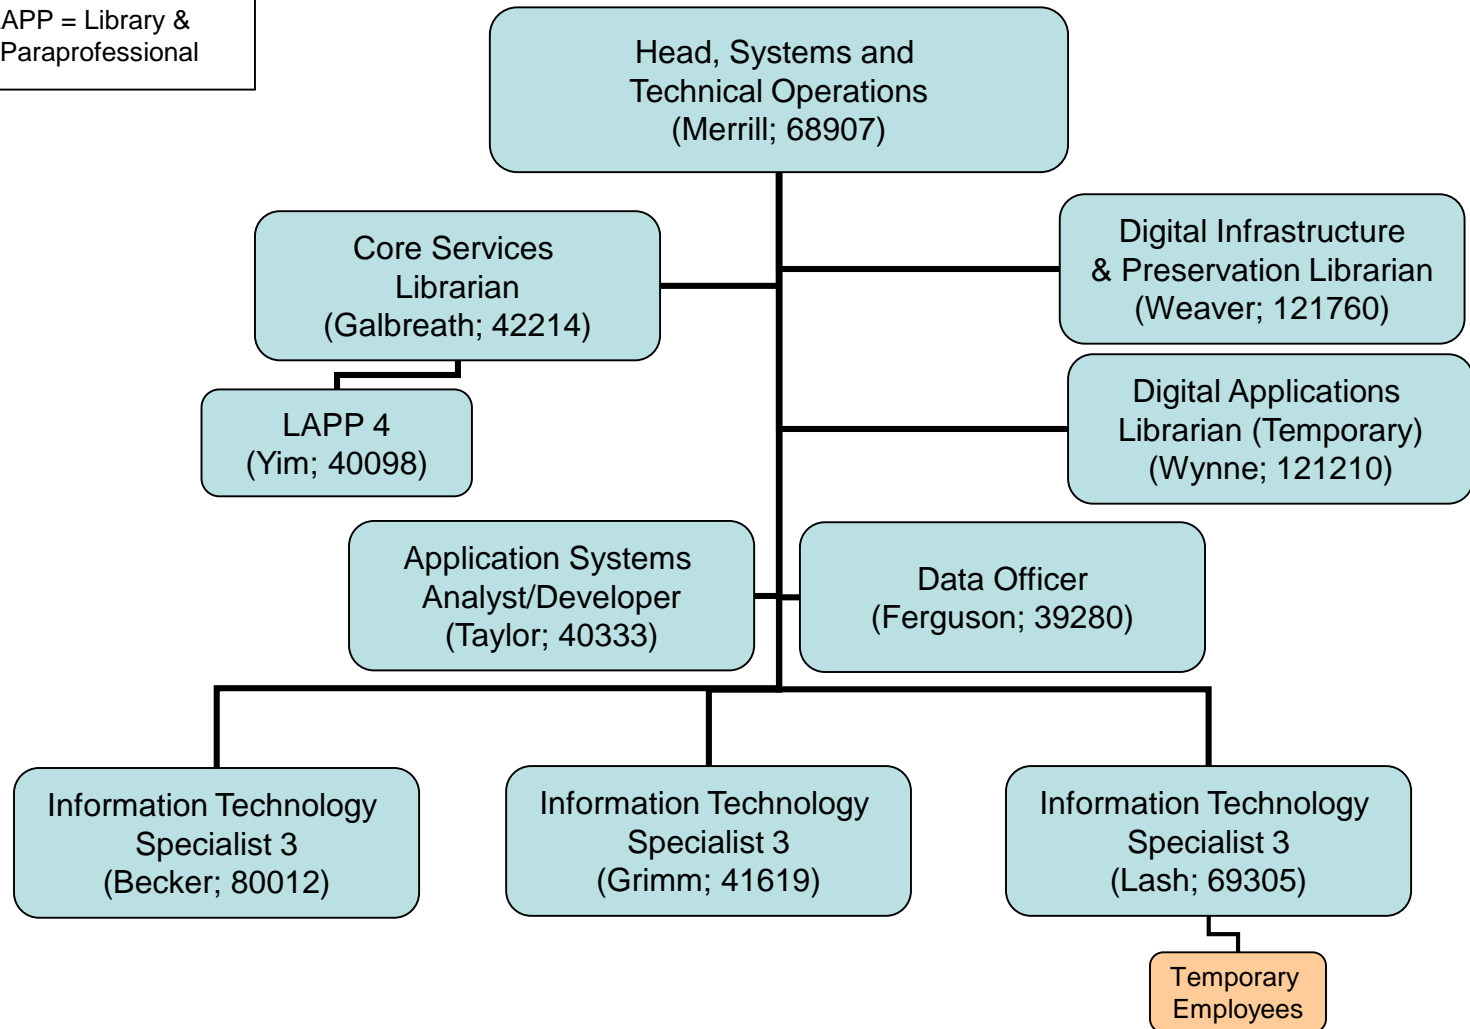 APP = Library &
Paraprofessional
Head, Systems and
Technical Operations
(Merrill; 68907)
Core Services
Librarian
(Galbreath; 42214)
Digital Infrastructure
& Preservation Librarian
(Weaver; 121760)
LAPP 4
(Yim; 40098)
Digital Applications
Librarian (Temporary)
(Wynne; 121210)
Application Systems
Analyst/Developer
(Taylor; 40333)
Data Officer
(Ferguson; 39280)
Information Technology
Specialist 3
(Becker; 80012)
Information Technology
Specialist 3
(Grimm; 41619)
Information Technology
Specialist 3
(Lash; 69305)
Temporary
Employees